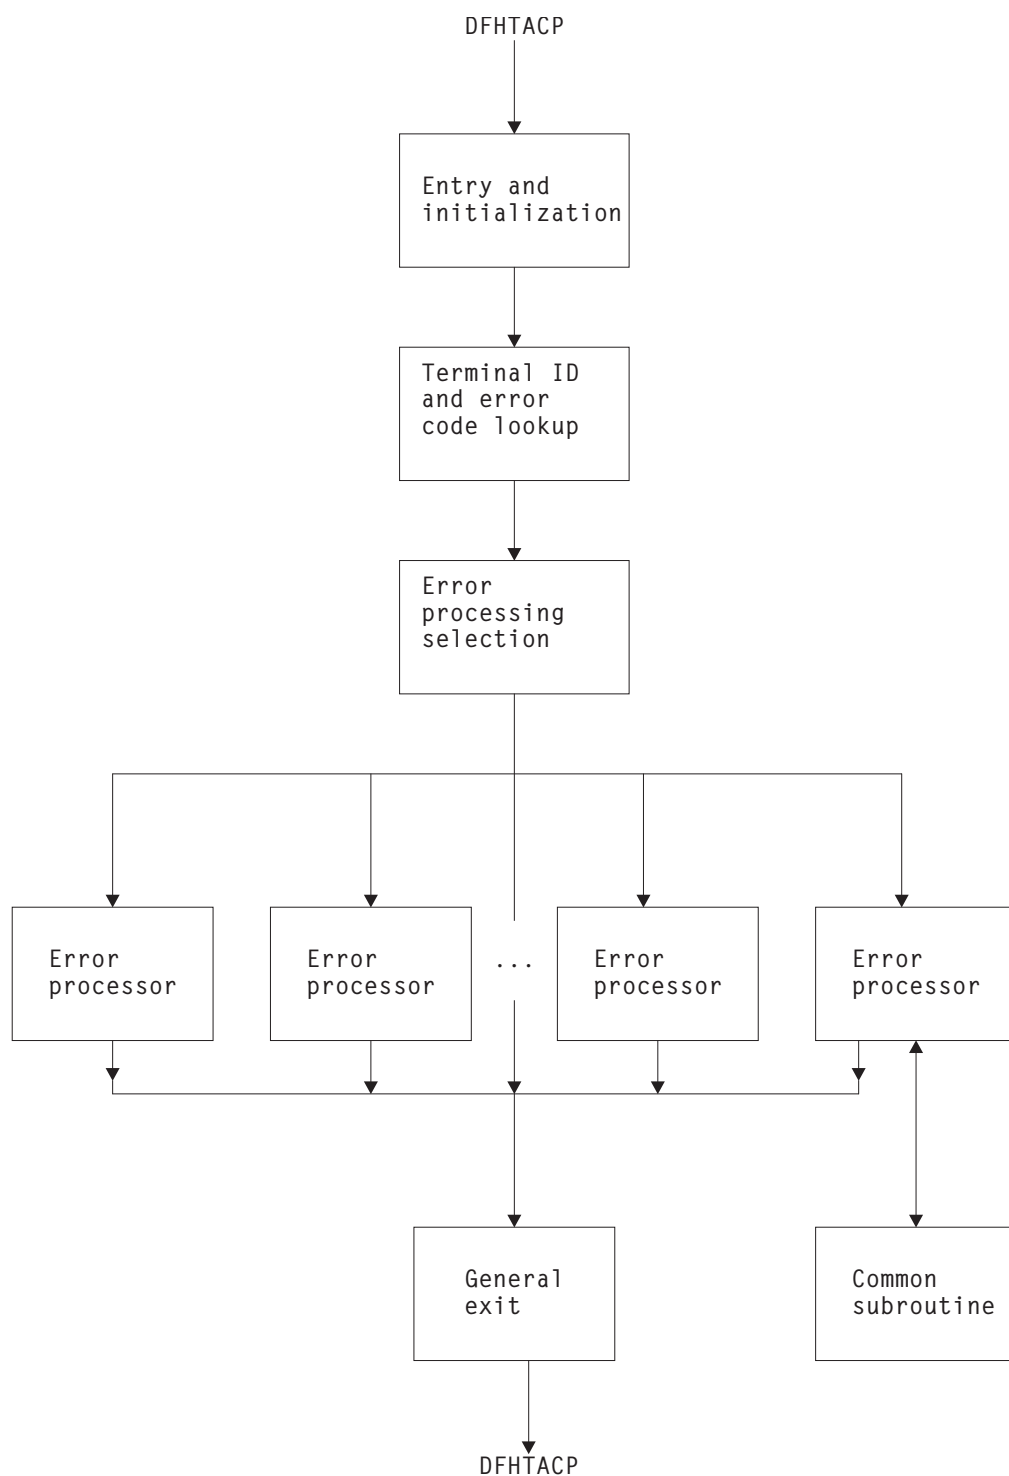 DFHTACP
Entry and
initialization
Terminal ID
and error
code lookup
Error
processing
selection
Error
processor
Error
processor
...
Error
processor
Error
processor
General
exit
Common
subroutine
DFHTACP